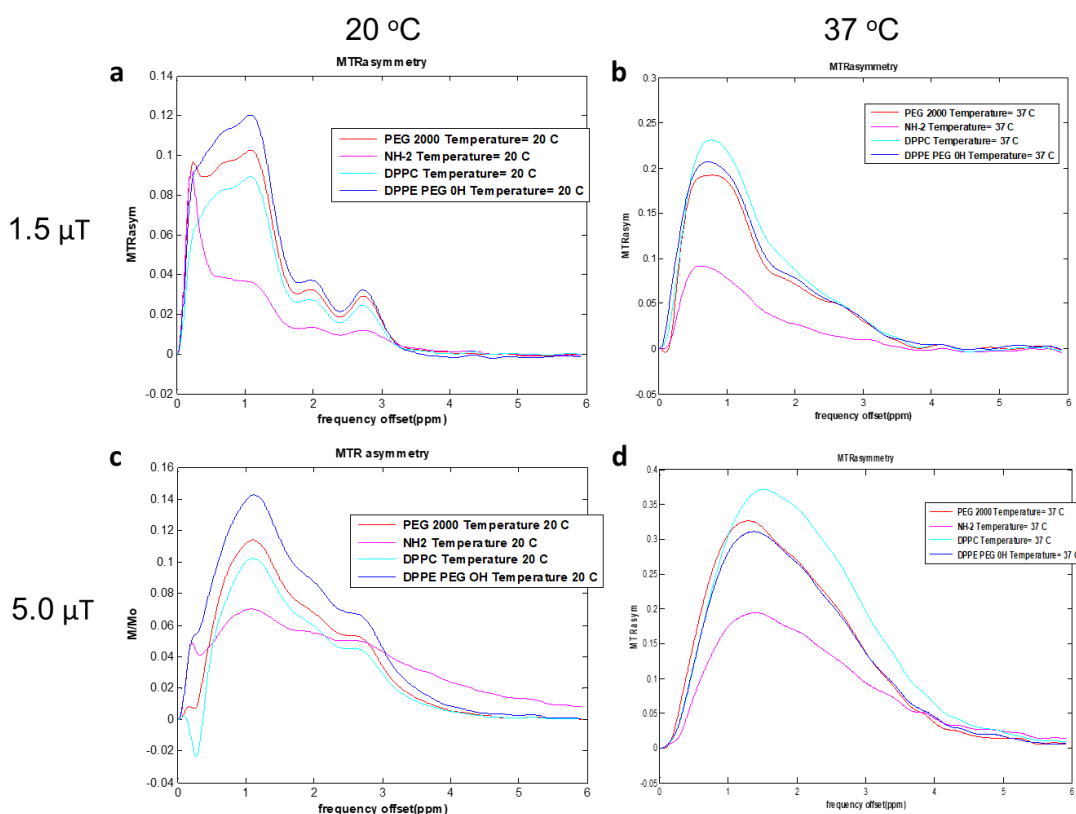 20 °C
37 °C
1.5 µT
5.0 µT
a
MTRasymmetry
0.14
0.12
0.1
0.08
0.06
0.04
0.02
0
-0.02
MTRasym
PEG 2000 Temperature= 20 C
NH-2 Temperature= 20 C
DPPC Temperature= 20 C
DPPE PEG 0H Temperature= 20 C
0 1 2 3 4 5 6
frequency offset(ppm)
b
MTRasymmetry
0.3
0.25
0.2
0.15
0.1
0.05
0
-0.05
MTRasym
PEG 2000 Temperature= 37 C
NH-2 Temperature= 37 C
DPPC Temperature= 37 C
DPPE PEG OH Temperature= 37 C
0 1 2 3 4 5 6
frequency offset(ppm)
c
MTR asymmetry
0.16
0.14
0.12
0.1
0.08
0.06
0.04
0.02
0
-0.02
-0.04
M/Mo
PEG 2000 Temperature 20 C
NH2 Temperature 20 C
DPPC Temperature 20 C
DPPE PEG OH Temperature 20 C
0 1 2 3 4 5 6
frequency offset(ppm)
d
MTRasymmetry
0.4
0.35
0.3
0.25
0.2
0.15
0.1
0.05
0
-0.05
MTRasym
PEG 2000 Temperature= 37 C
NH-2 Temperature= 37 C
DPPC Temperature= 37 C
DPPE PEG OH Temperature= 37 C
0 1 2 3 4 5 6
frequency offset(ppm)